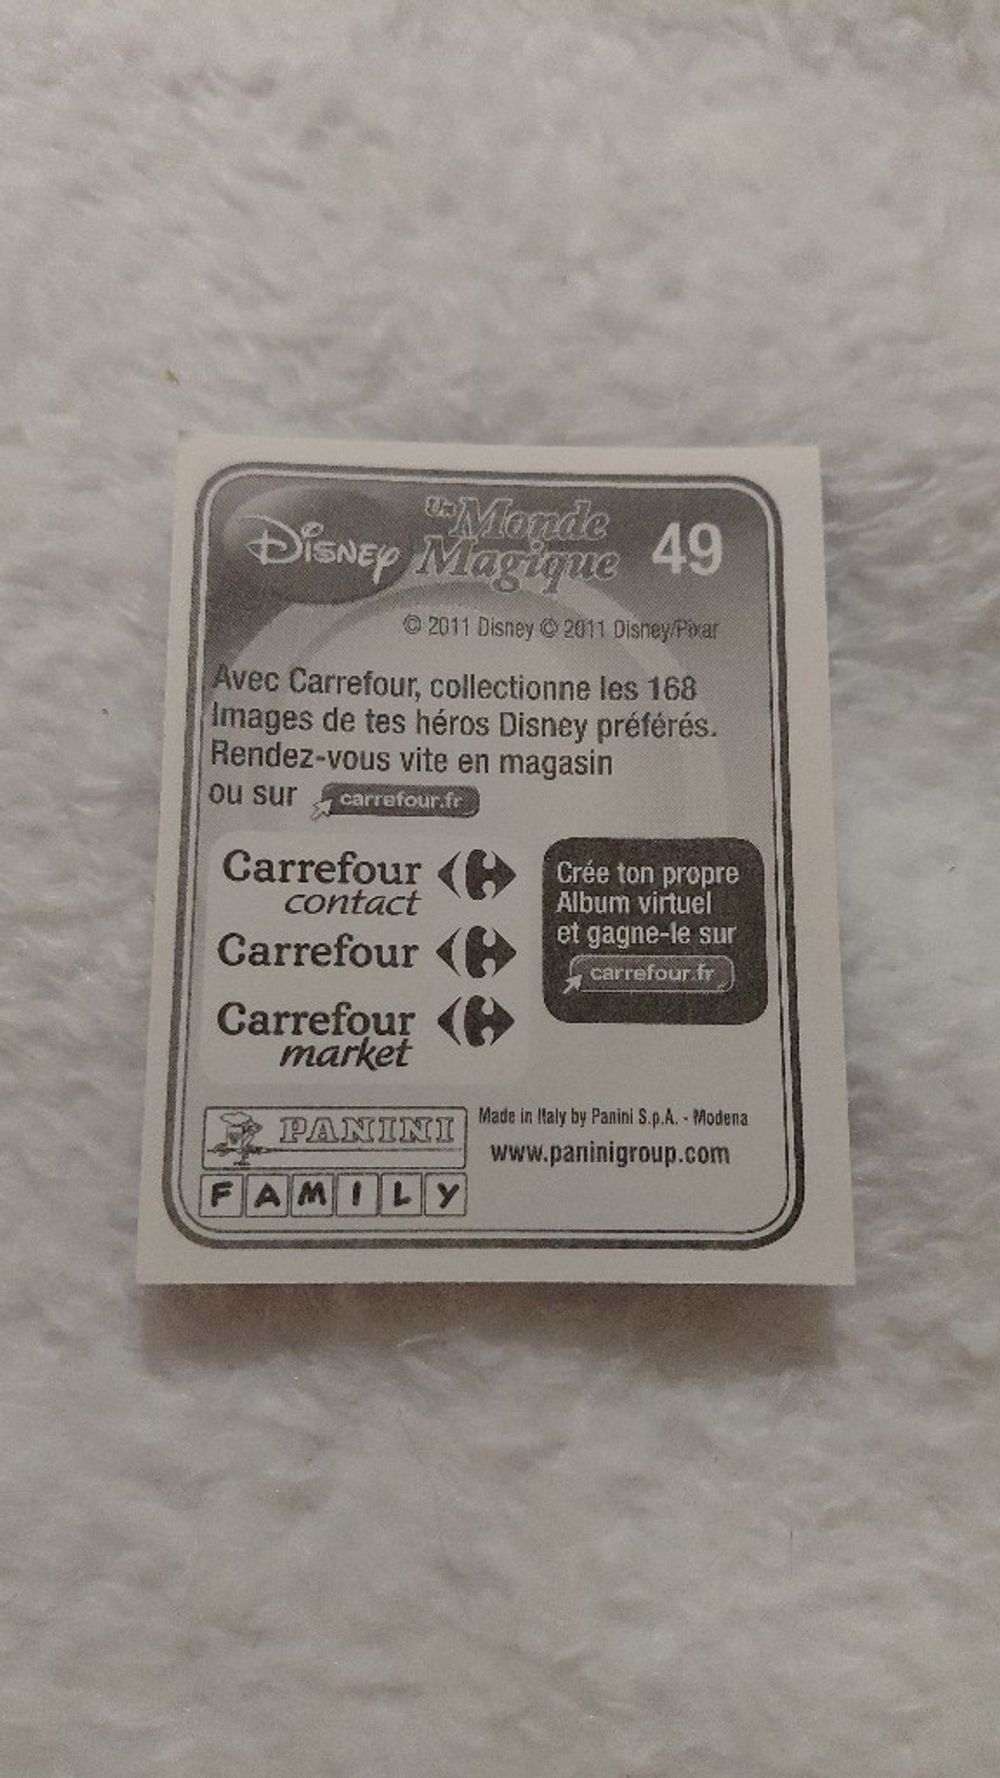 Disney
Un Monde
Magique
49
© 2011 Disney © 2011 Disney/Pixar
Avec Carrefour, collectionne les 168
Images de tes héros Disney préférés.
Rendez-vous vite en magasin
ou sur carrefour.fr
Carrefour
contact
Carrefour
Carrefour
market
Crée ton propre
Album virtuel
et gagne-le sur
carrefour.fr
PANINI
FAMILY
Made in Italy by Panini S.p.A. - Modena
www.paninigroup.com